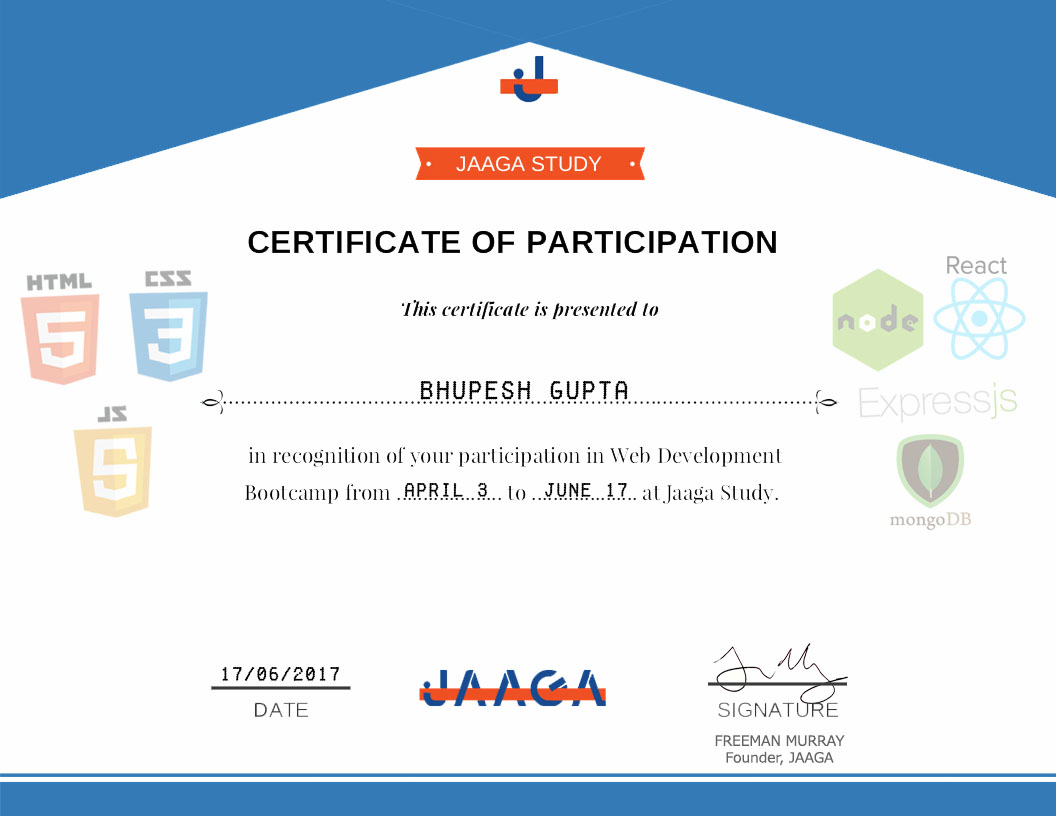 JAAGA STUDY
CERTIFICATE OF PARTICIPATION
This certificate is presented to
BHUPESH GUPTA
in recognition of your participation in Web Development
Bootcamp from APRIL 3 to JUNE 17 at Jaaga Study.
HTML
5
CSS
3
JS
5
node
React
Expressjs
mongoDB
17/06/2017
DATE
JAAGA
SIGNATURE
FREEMAN MURRAY
Founder, JAAGA